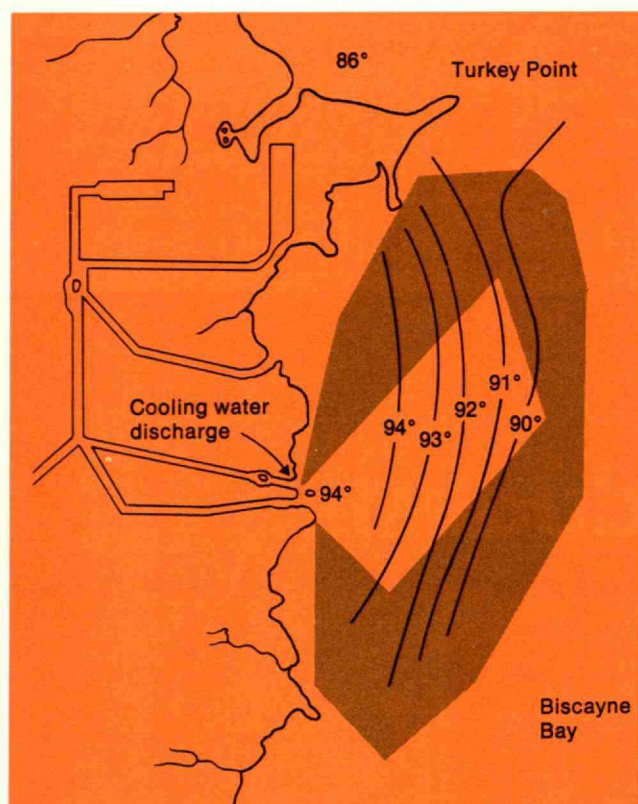 86°
Turkey Point
Cooling water
discharge
94°
94°
93°
92°
91°
90°
Biscayne
Bay